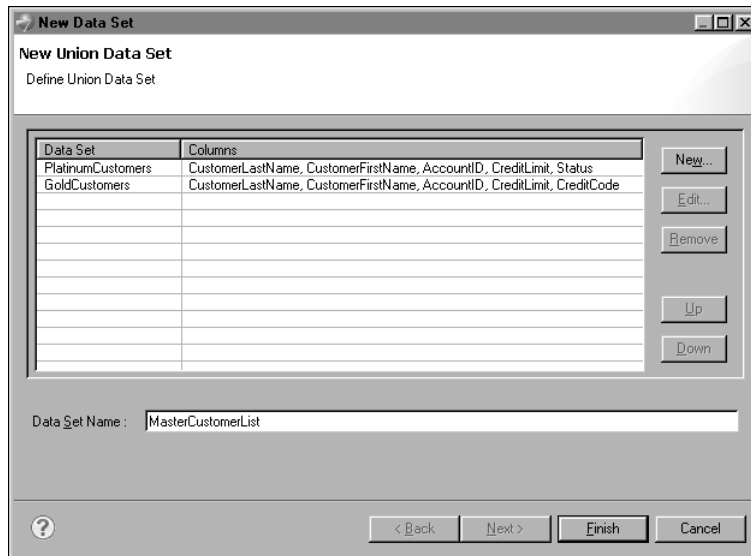 New Data Set
New Union Data Set
Define Union Data Set
Data Set Columns
PlatinumCustomers CustomerLastName, CustomerFirstName, AccountID, CreditLimit, Status
GoldCustomers CustomerLastName, CustomerFirstName, AccountID, CreditLimit, CreditCode
New...
Edit...
Remove
Up
Down
Data Set Name : MasterCustomerList
? < Back Next > Finish Cancel